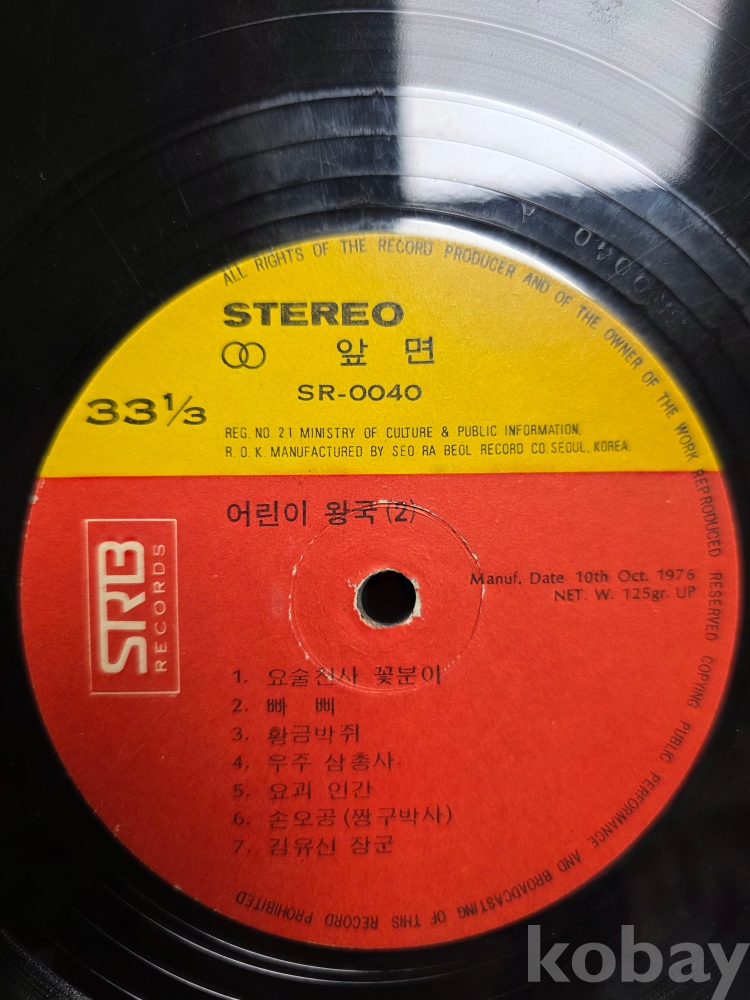 ALL RIGHTS OF THE RECORD PRODUCER AND OF THE OWNER OF THE WORK REPRODUCED RESERVED COPYING PUBLIC PERFORMANCE AND BROADCASTING OF THIS RECORD PROHIBITED
STEREO
앞 면
SR-0040
33 1/3
REG. NO. 21 MINISTRY OF CULTURE & PUBLIC INFORMATION.
R. O. K. MANUFACTURED BY SEO RA BEOL RECORD CO. SEOUL, KOREA
어린이 왕국 (2)
SRB
RECORDS
Manuf. Date 10th Oct. 1976
NET. W. 125gr. UP
1. 요술천사 꽃분이
2. 빠 삐
3. 황금박쥐
4. 우주 삼총사
5. 요괴 인간
6. 손오공 (짱구박사)
7. 김유신 장군
kobay